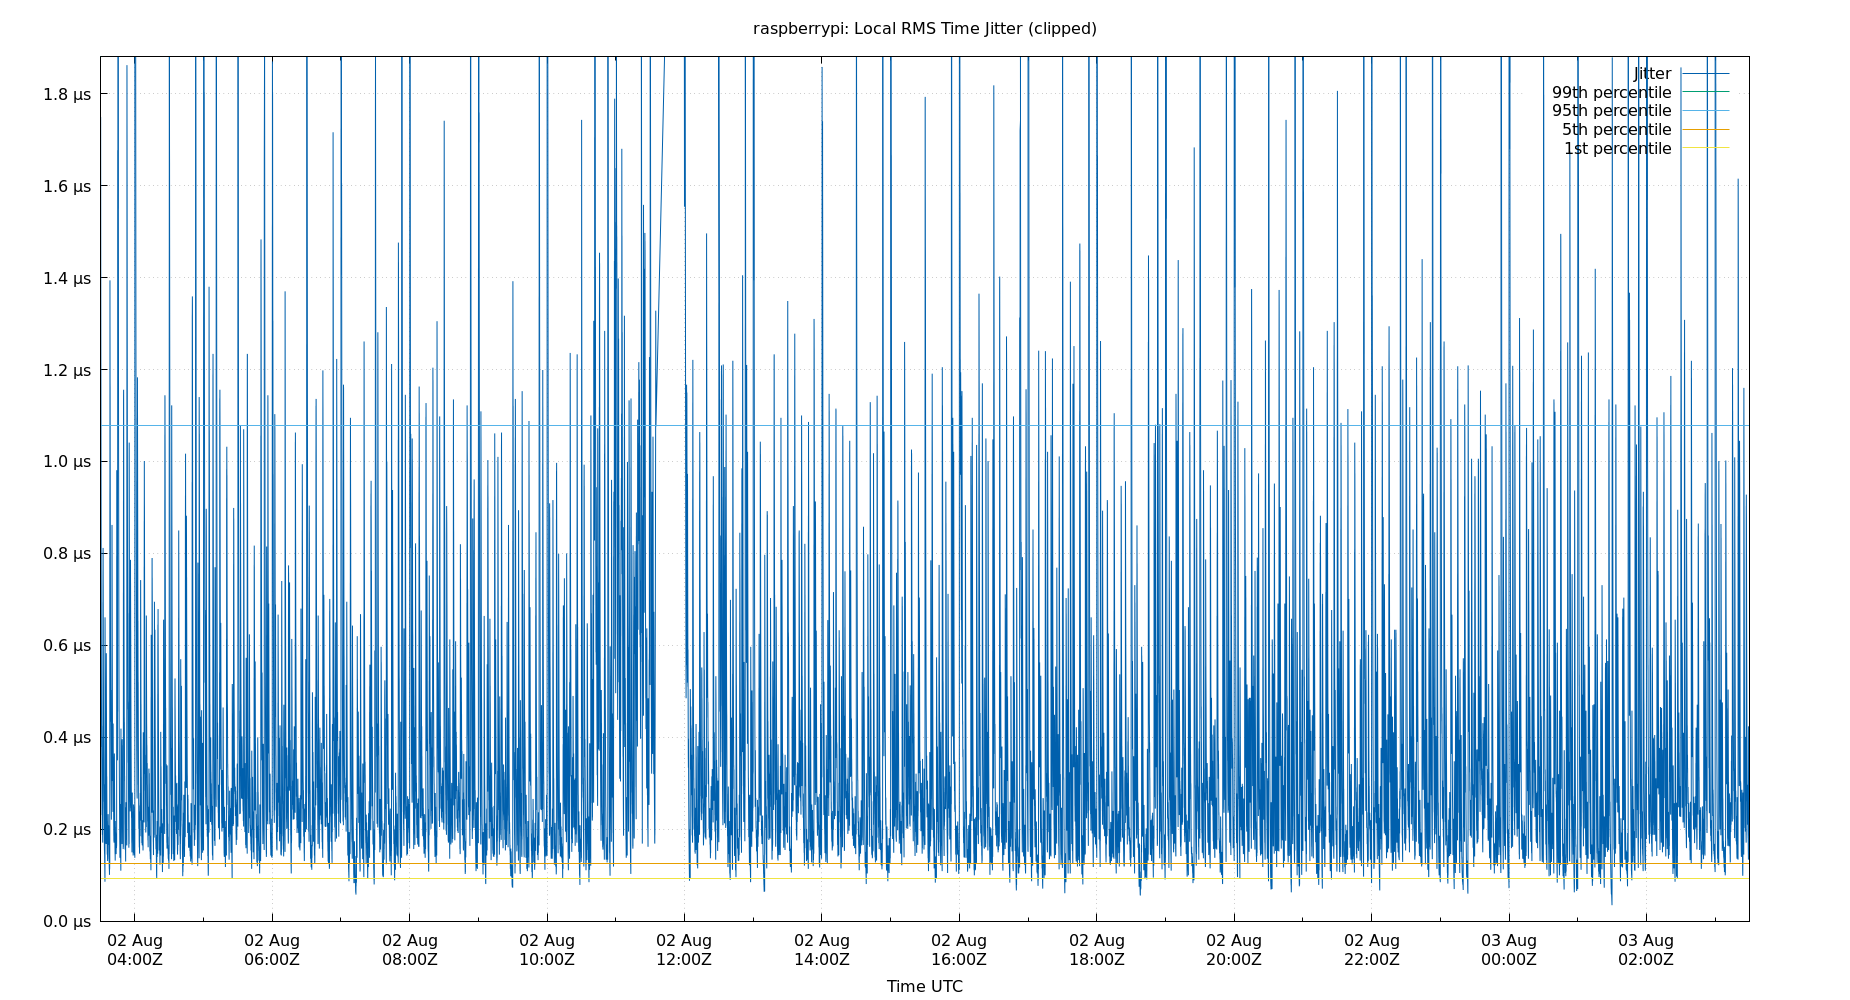 raspberrypi: Local RMS Time Jitter (clipped)
Jitter
99th percentile
95th percentile
5th percentile
1st percentile
1.8 µs
1.6 µs
1.4 µs
1.2 µs
1.0 µs
0.8 µs
0.6 µs
0.4 µs
0.2 µs
0.0 µs
02 Aug 02 Aug 02 Aug 02 Aug 02 Aug 02 Aug 02 Aug 02 Aug 02 Aug 02 Aug 03 Aug 03 Aug
04:00Z 06:00Z 08:00Z 10:00Z 12:00Z 14:00Z 16:00Z 18:00Z 20:00Z 22:00Z 00:00Z 02:00Z
Time UTC